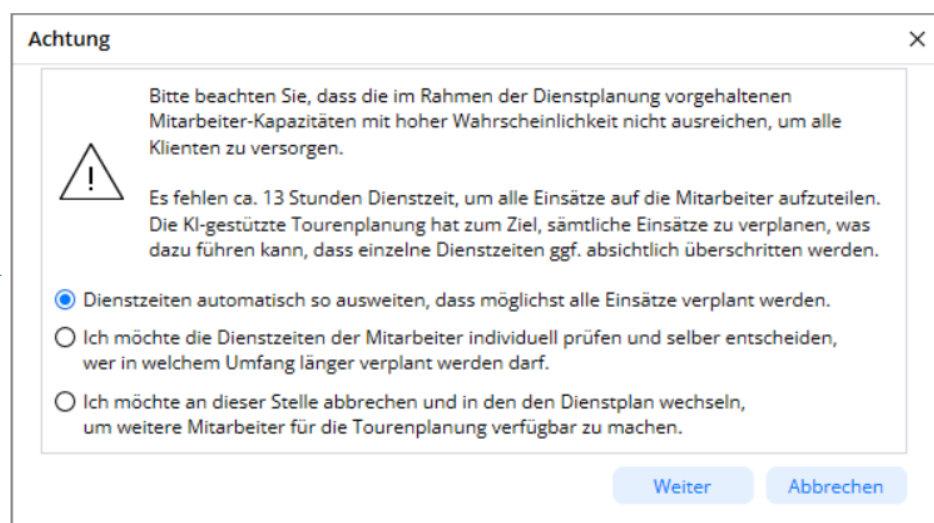 Achtung
Bitte beachten Sie, dass die im Rahmen der Dienstplanung vorgehaltenen
Mitarbeiter-Kapazitäten mit hoher Wahrscheinlichkeit nicht ausreichen, um alle
Klienten zu versorgen.
Es fehlen ca. 13 Stunden Dienstzeit, um alle Einsätze auf die Mitarbeiter aufzuteilen.
Die KI-gestützte Tourenplanung hat zum Ziel, sämtliche Einsätze zu verplanen, was
dazu führen kann, dass einzelne Dienstzeiten ggf. absichtlich überschritten werden.
Dienstzeiten automatisch so ausweiten, dass möglichst alle Einsätze verplant werden.
Ich möchte die Dienstzeiten der Mitarbeiter individuell prüfen und selber entscheiden,
wer in welchem Umfang länger verplant werden darf.
Ich möchte an dieser Stelle abbrechen und in den den Dienstplan wechseln,
um weitere Mitarbeiter für die Tourenplanung verfügbar zu machen.
Weiter Abbrechen